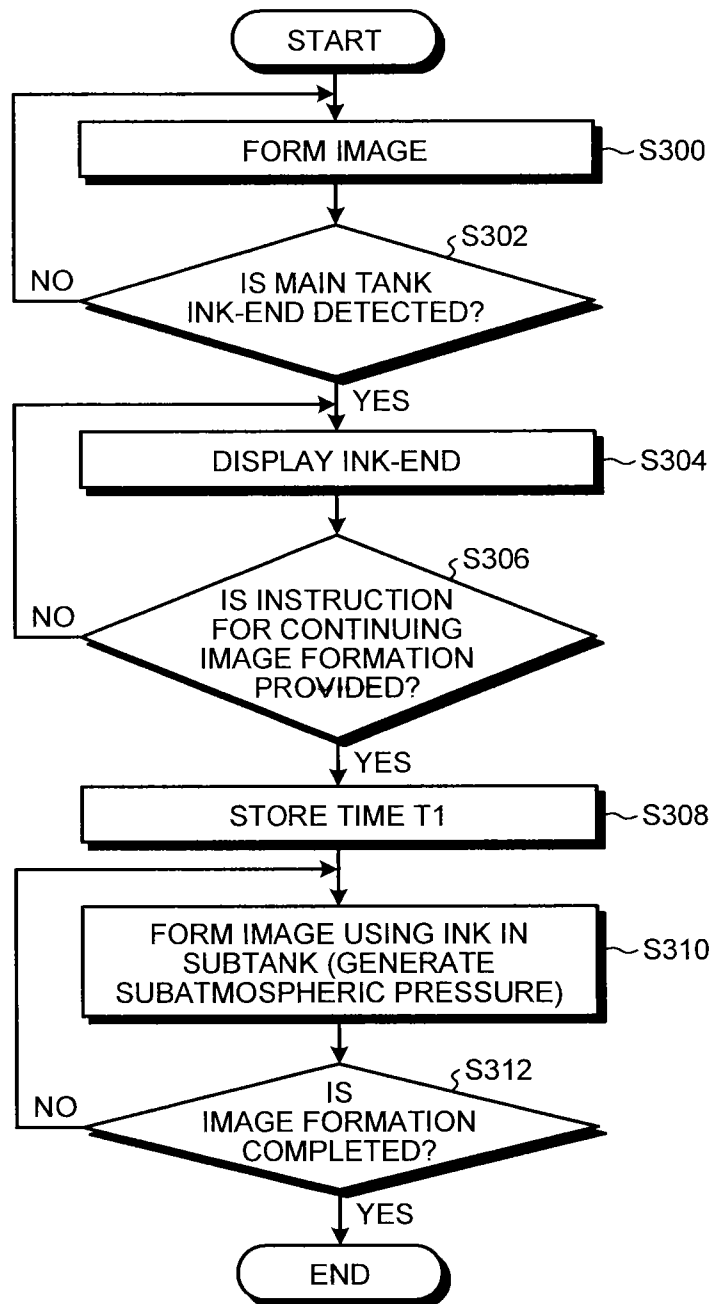 START
FORM IMAGE
S300
S302
IS MAIN TANK
INK-END DETECTED?
NO
YES
DISPLAY INK-END
S304
S306
IS INSTRUCTION
FOR CONTINUING
IMAGE FORMATION
PROVIDED?
NO
YES
STORE TIME T1
S308
FORM IMAGE USING INK IN
SUBTANK (GENERATE
SUBATMOSPHERIC PRESSURE)
S310
S312
IS
IMAGE FORMATION
COMPLETED?
NO
YES
END